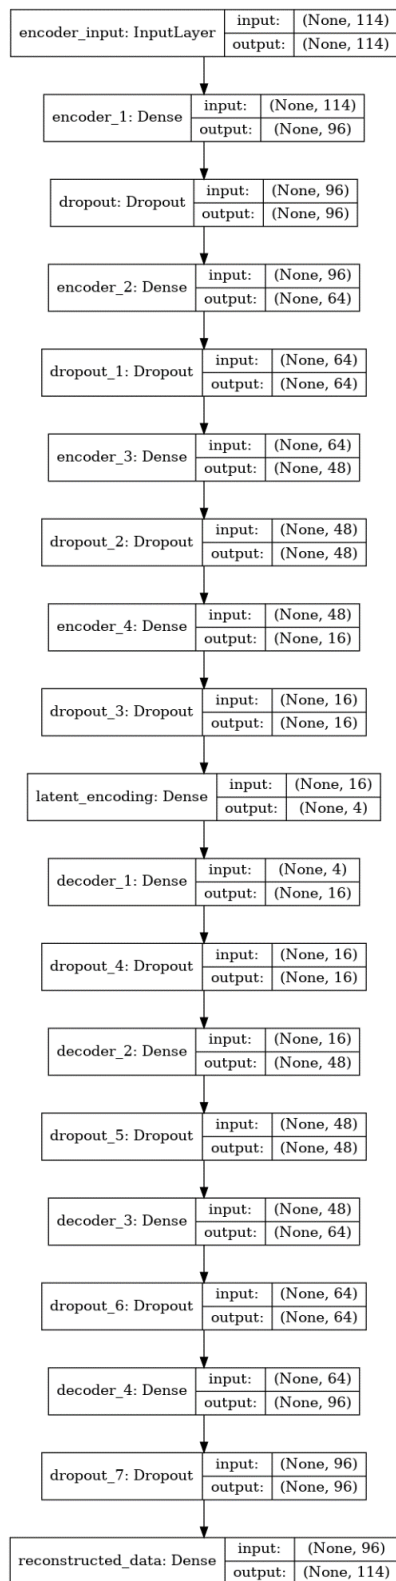 encoder_input: InputLayer
input: (None, 114)
output: (None, 114)
encoder_1: Dense
input: (None, 114)
output: (None, 96)
dropout: Dropout
input: (None, 96)
output: (None, 96)
encoder_2: Dense
input: (None, 96)
output: (None, 64)
dropout_1: Dropout
input: (None, 64)
output: (None, 64)
encoder_3: Dense
input: (None, 64)
output: (None, 48)
dropout_2: Dropout
input: (None, 48)
output: (None, 48)
encoder_4: Dense
input: (None, 48)
output: (None, 16)
dropout_3: Dropout
input: (None, 16)
output: (None, 16)
latent_encoding: Dense
input: (None, 16)
output: (None, 4)
decoder_1: Dense
input: (None, 4)
output: (None, 16)
dropout_4: Dropout
input: (None, 16)
output: (None, 16)
decoder_2: Dense
input: (None, 16)
output: (None, 48)
dropout_5: Dropout
input: (None, 48)
output: (None, 48)
decoder_3: Dense
input: (None, 48)
output: (None, 64)
dropout_6: Dropout
input: (None, 64)
output: (None, 64)
decoder_4: Dense
input: (None, 64)
output: (None, 96)
dropout_7: Dropout
input: (None, 96)
output: (None, 96)
reconstructed_data: Dense
input: (None, 96)
output: (None, 114)